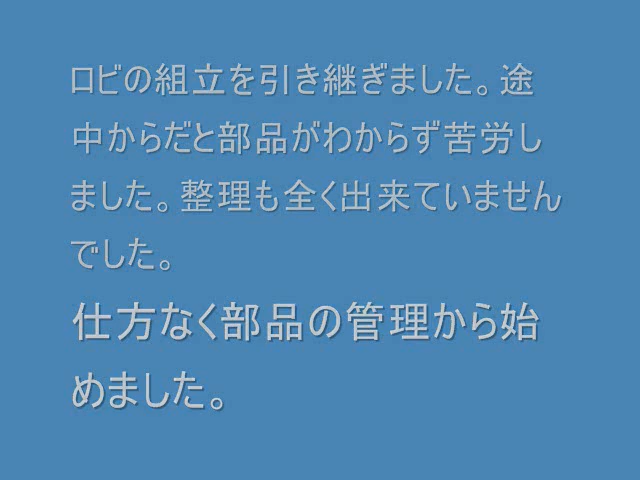 ロビの組立を引き継ぎました。途
中からだと部品がわからず苦労し
ました。整理も全く出来ていません
でした。
仕方なく部品の管理から始
めました。